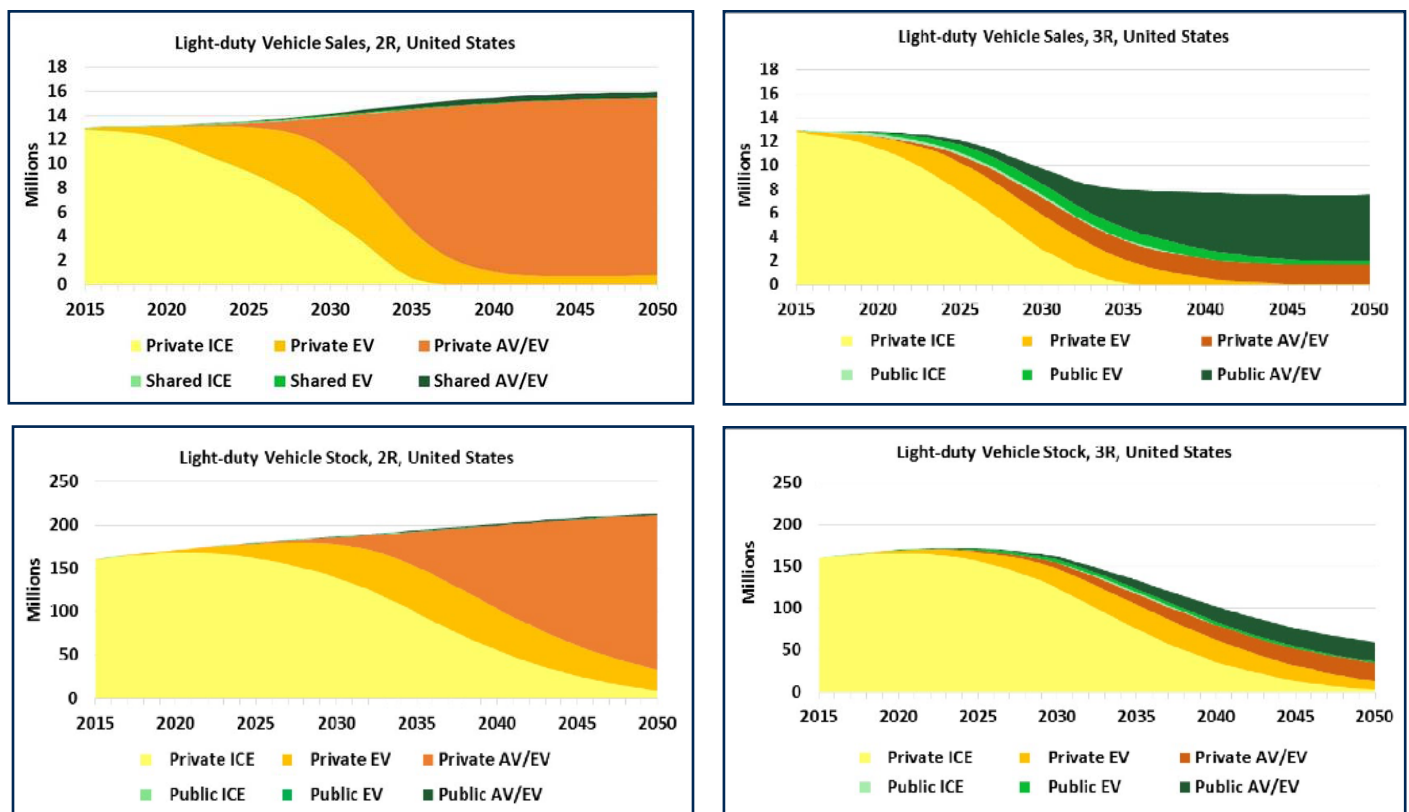 Light-duty Vehicle Sales, 2R, United States
Millions
18
16
14
12
10
8
6
4
2
0
2015 2020 2025 2030 2035 2040 2045 2050
Private ICE Private EV Private AV/EV
Shared ICE Shared EV Shared AV/EV
Light-duty Vehicle Sales, 3R, United States
Millions
18
16
14
12
10
8
6
4
2
0
2015 2020 2025 2030 2035 2040 2045 2050
Private ICE Private EV Private AV/EV
Public ICE Public EV Public AV/EV
Light-duty Vehicle Stock, 2R, United States
Millions
250
200
150
100
50
0
2015 2020 2025 2030 2035 2040 2045 2050
Private ICE Private EV Private AV/EV
Public ICE Public EV Public AV/EV
Light-duty Vehicle Stock, 3R, United States
Millions
250
200
150
100
50
0
2015 2020 2025 2030 2035 2040 2045 2050
Private ICE Private EV Private AV/EV
Public ICE Public EV Public AV/EV